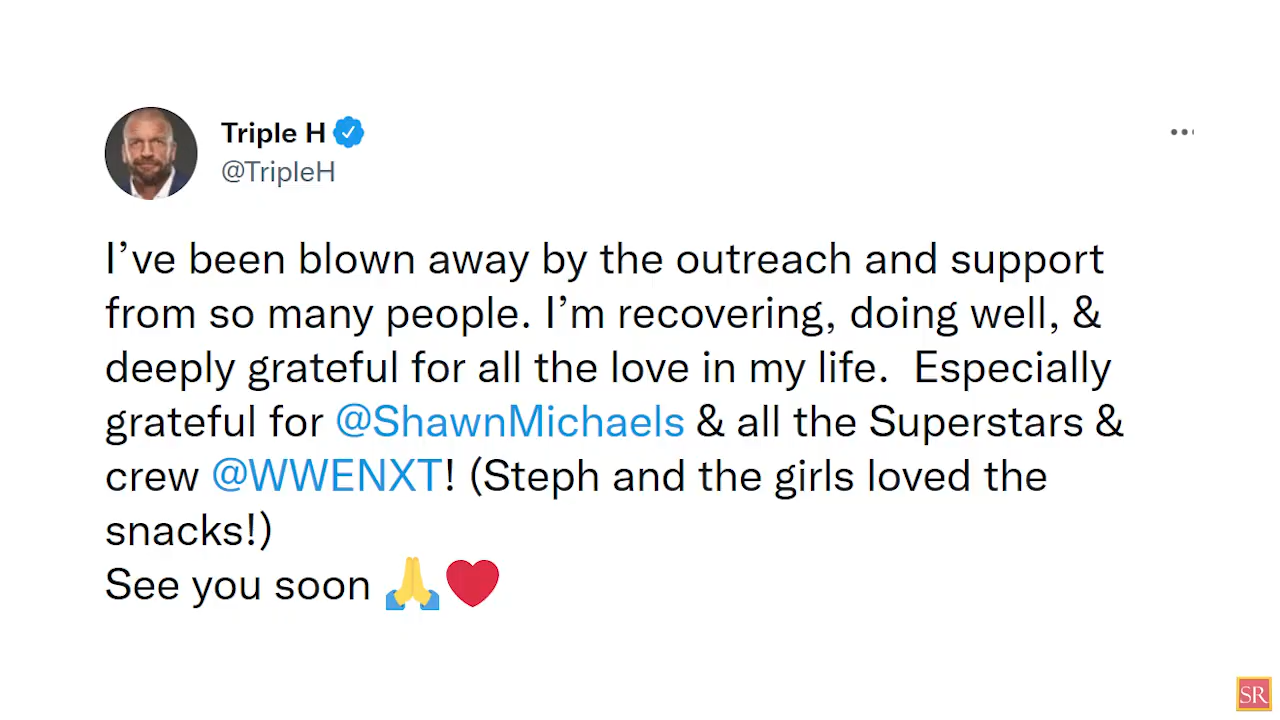 Triple H
@TripleH
I’ve been blown away by the outreach and support
from so many people. I’m recovering, doing well, &
deeply grateful for all the love in my life.  Especially
grateful for @ShawnMichaels & all the Superstars &
crew @WWENXT! (Steph and the girls loved the
snacks!)
See you soon 🙏❤️
SR